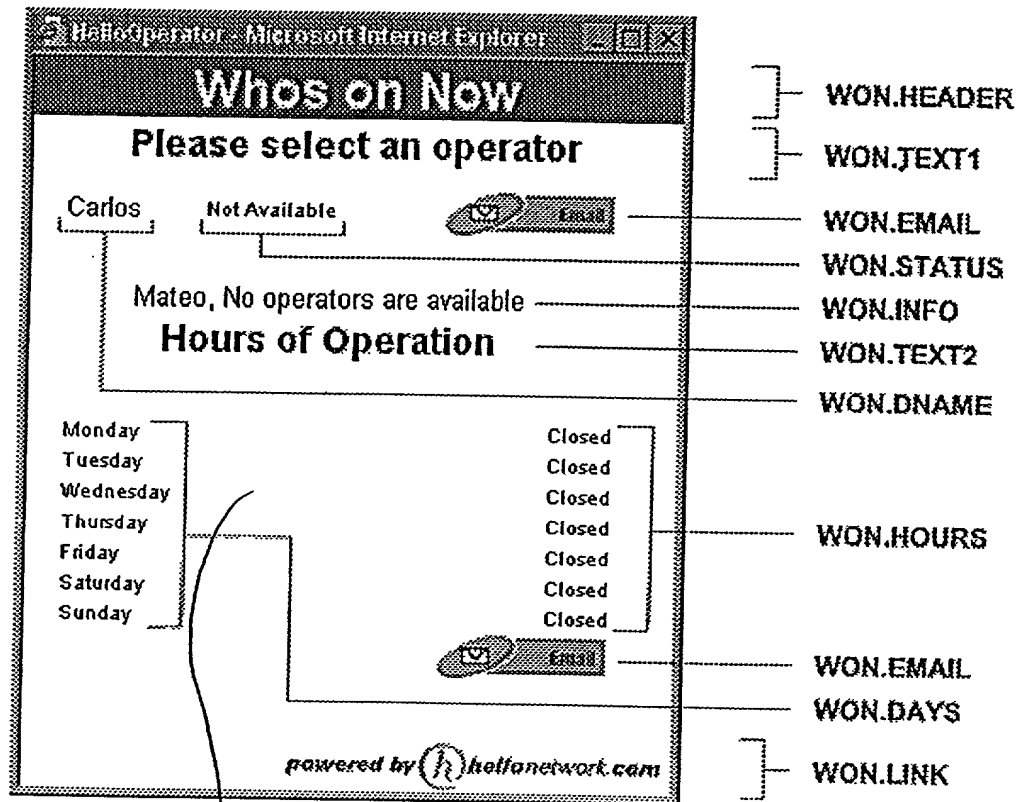 HelloOperator - Microsoft Internet Explorer
Whos on Now
WON.HEADER
Please select an operator
WON.TEXT1
Carlos Not Available Email
WON.EMAIL
WON.STATUS
Mateo, No operators are available
WON.INFO
Hours of Operation
WON.TEXT2
WON.DNAME
Monday Closed
Tuesday Closed
Wednesday Closed
Thursday Closed
Friday Closed
Saturday Closed
Sunday Closed
WON.HOURS
Email
WON.EMAIL
WON.DAYS
powered by h hellonetwork.com
WON.LINK